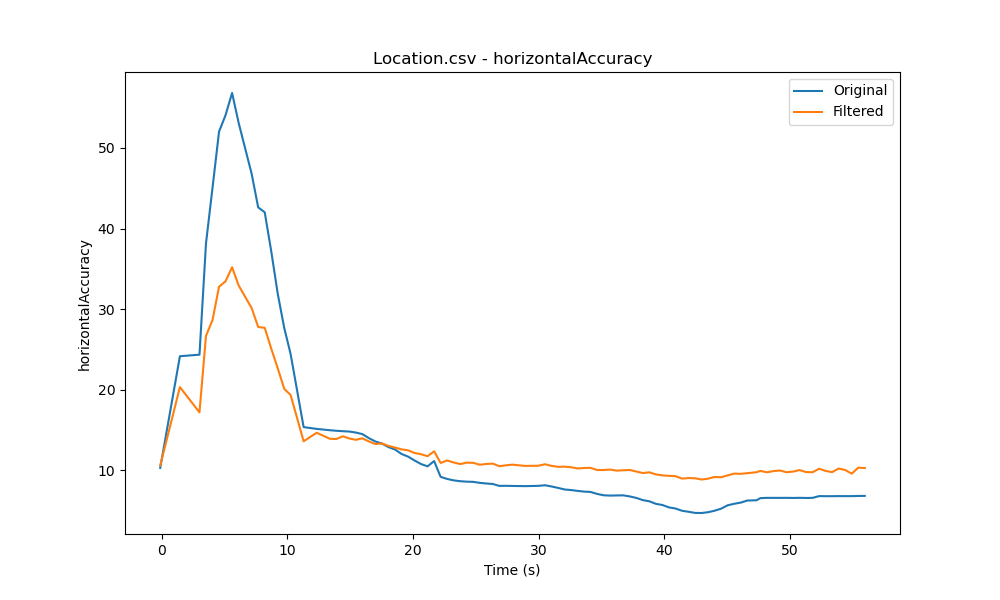 Location.csv - horizontalAccuracy
Original
Filtered
horizontalAccuracy
50
40
30
20
10
0 10 20 30 40 50
Time (s)